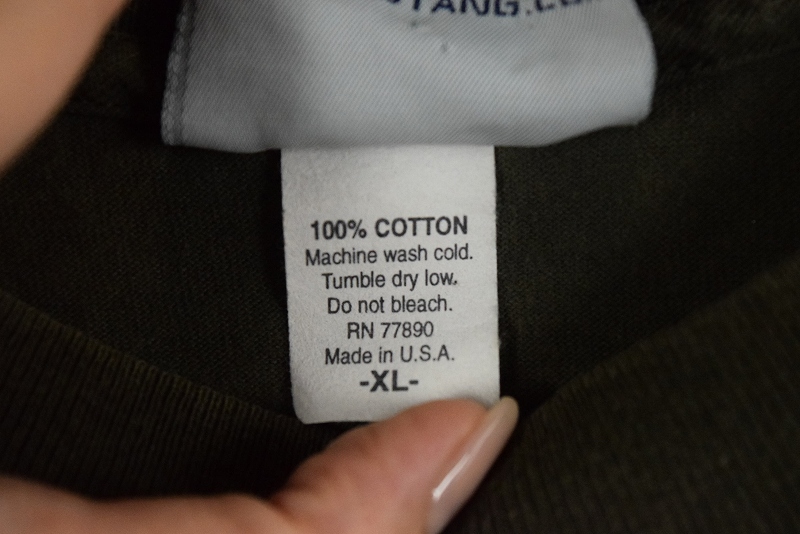 100% COTTON
Machine wash cold.
Tumble dry low.
Do not bleach.
RN 77890
Made in U.S.A.
-XL-